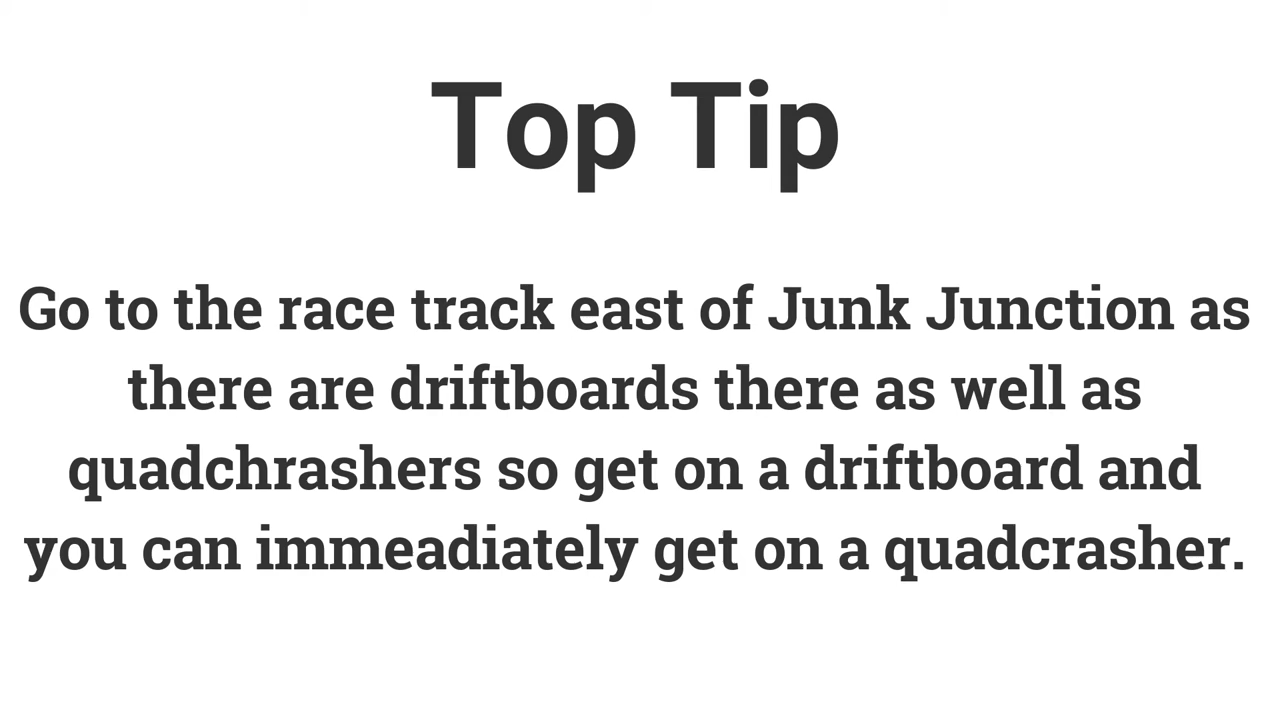 Top Tip
Go to the race track east of Junk Junction as
there are driftboards there as well as
quadchrashers so get on a driftboard and
you can immeadiately get on a quadcrasher.